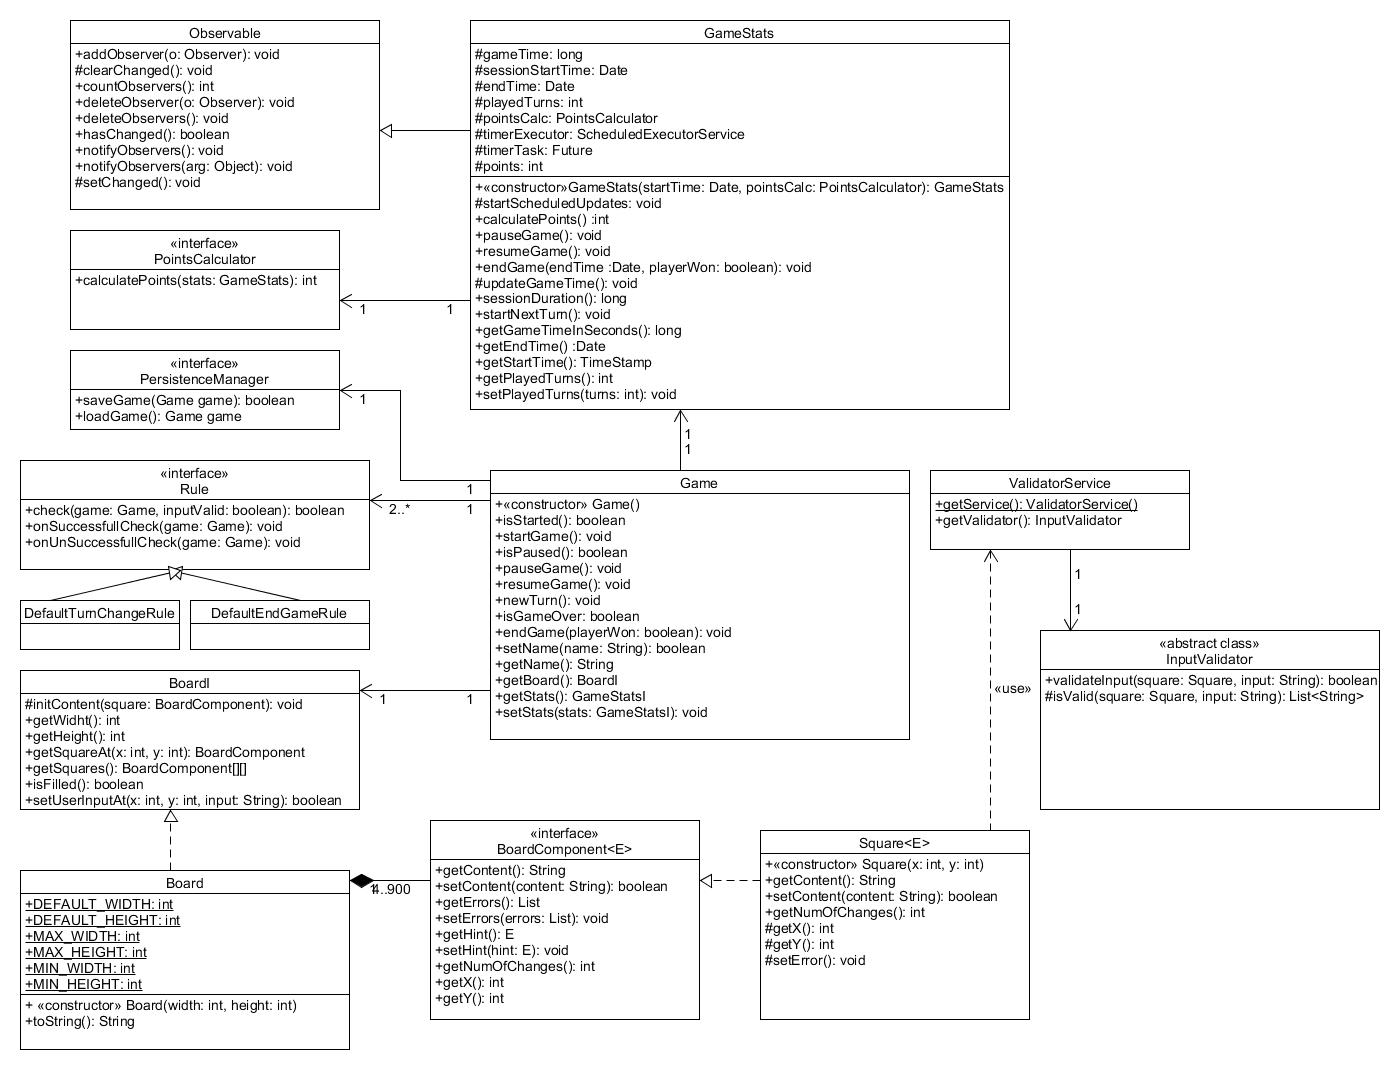 Observable
+addObserver(o: Observer): void
#clearChanged(): void
+countObservers(): int
+deleteObserver(o: Observer): void
+deleteObservers(): void
+hasChanged(): boolean
+notifyObservers(): void
+notifyObservers(arg: Object): void
#setChanged(): void
GameStats
#gameTime: long
#sessionStartTime: Date
#endTime: Date
#playedTurns: int
#pointsCalc: PointsCalculator
#timerExecutor: ScheduledExecutorService
#timerTask: Future
#points: int
+«constructor»GameStats(startTime: Date, pointsCalc: PointsCalculator): GameStats
#startScheduledUpdates: void
+calculatePoints() :int
+pauseGame(): void
+resumeGame(): void
+endGame(endTime :Date, playerWon: boolean): void
#updateGameTime(): void
+sessionDuration(): long
+startNextTurn(): void
+getGameTimeInSeconds(): long
+getEndTime() :Date
+getStartTime(): TimeStamp
+getPlayedTurns(): int
+setPlayedTurns(turns: int): void
«interface»
PointsCalculator
+calculatePoints(stats: GameStats): int
1
1
«interface»
PersistenceManager
+saveGame(Game game): boolean
+loadGame(): Game game
1
1
1
1
«interface»
Rule
+check(game: Game, inputValid: boolean): boolean
+onSuccessfullCheck(game: Game): void
+onUnSuccessfullCheck(game: Game): void
2..*
1
DefaultTurnChangeRule
DefaultEndGameRule
Game
+«constructor» Game()
+isStarted(): boolean
+startGame(): void
+isPaused(): boolean
+pauseGame(): void
+resumeGame(): void
+newTurn(): void
+isGameOver: boolean
+endGame(playerWon: boolean): void
+setName(name: String): boolean
+getName(): String
+getBoard(): BoardI
+getStats(): GameStatsI
+setStats(stats: GameStatsI): void
ValidatorService
+getService(): ValidatorService()
+getValidator(): InputValidator
1
1
«use»
«abstract class»
InputValidator
+validateInput(square: Square, input: String): boolean
#isValid(square: Square, input: String): List<String>
BoardI
#initContent(square: BoardComponent): void
+getWidht(): int
+getHeight(): int
+getSquareAt(x: int, y: int): BoardComponent
+getSquares(): BoardComponent[][]
+isFilled(): boolean
+setUserInputAt(x: int, y: int, input: String): boolean
1
1
Board
+DEFAULT_WIDTH: int
+DEFAULT_HEIGHT: int
+MAX_WIDTH: int
+MAX_HEIGHT: int
+MIN_WIDTH: int
+MIN_HEIGHT: int
+ «constructor» Board(width: int, height: int)
+toString(): String
1
4..900
«interface»
BoardComponent<E>
+getContent(): String
+setContent(content: String): boolean
+getErrors(): List
+setErrors(errors: List): void
+getHint(): E
+setHint(hint: E): void
+getNumOfChanges(): int
+getX(): int
+getY(): int
Square<E>
+«constructor» Square(x: int, y: int)
+getContent(): String
+setContent(content: String): boolean
+getNumOfChanges(): int
#getX(): int
#getY(): int
#setError(): void